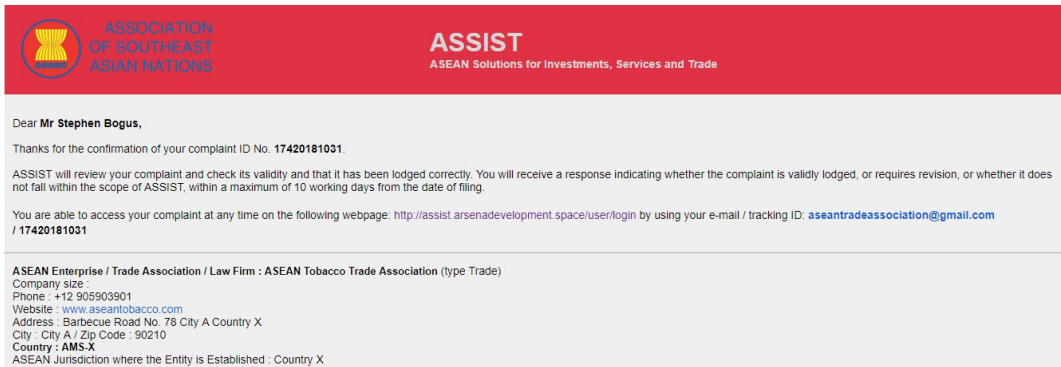 ASSOCIATION
OF SOUTHEAST
ASIAN NATIONS
asean
ASSIST
ASEAN Solutions for Investments, Services and Trade
Dear Mr Stephen Bogus,
Thanks for the confirmation of your complaint ID No. 17420181031.
ASSIST will review your complaint and check its validity and that it has been lodged correctly. You will receive a response indicating whether the complaint is validly lodged, or requires revision, or whether it does
not fall within the scope of ASSIST, within a maximum of 10 working days from the date of filing.
You are able to access your complaint at any time on the following webpage: http://assist.arsenadevelopment.space/user/login by using your e-mail / tracking ID: aseantradeassociation@gmail.com
/ 17420181031
ASEAN Enterprise / Trade Association / Law Firm : ASEAN Tobacco Trade Association (type Trade)
Company size :
Phone : +12 905903901
Website : www.aseantobacco.com
Address : Barbecue Road No. 78 City A Country X
City : City A / Zip Code : 90210
Country : AMS-X
ASEAN Jurisdiction where the Entity is Established : Country X